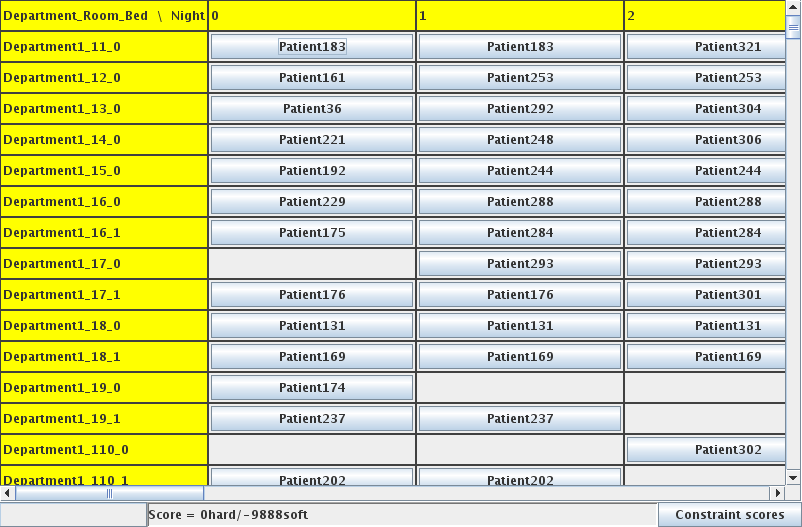 Department_Room_Bed \ Night 0 1 2
Department1_11_0 Patient183 Patient183 Patient321
Department1_12_0 Patient161 Patient253 Patient253
Department1_13_0 Patient36 Patient292 Patient304
Department1_14_0 Patient221 Patient248 Patient306
Department1_15_0 Patient192 Patient244 Patient244
Department1_16_0 Patient229 Patient288 Patient288
Department1_16_1 Patient175 Patient284 Patient284
Department1_17_0 Patient293 Patient293
Department1_17_1 Patient176 Patient176 Patient301
Department1_18_0 Patient131 Patient131 Patient131
Department1_18_1 Patient169 Patient169 Patient169
Department1_19_0 Patient174
Department1_19_1 Patient237 Patient237
Department1_110_0 Patient302
Department1_110_1 Patient202 Patient202
Score = 0hard/-9888soft Constraint scores